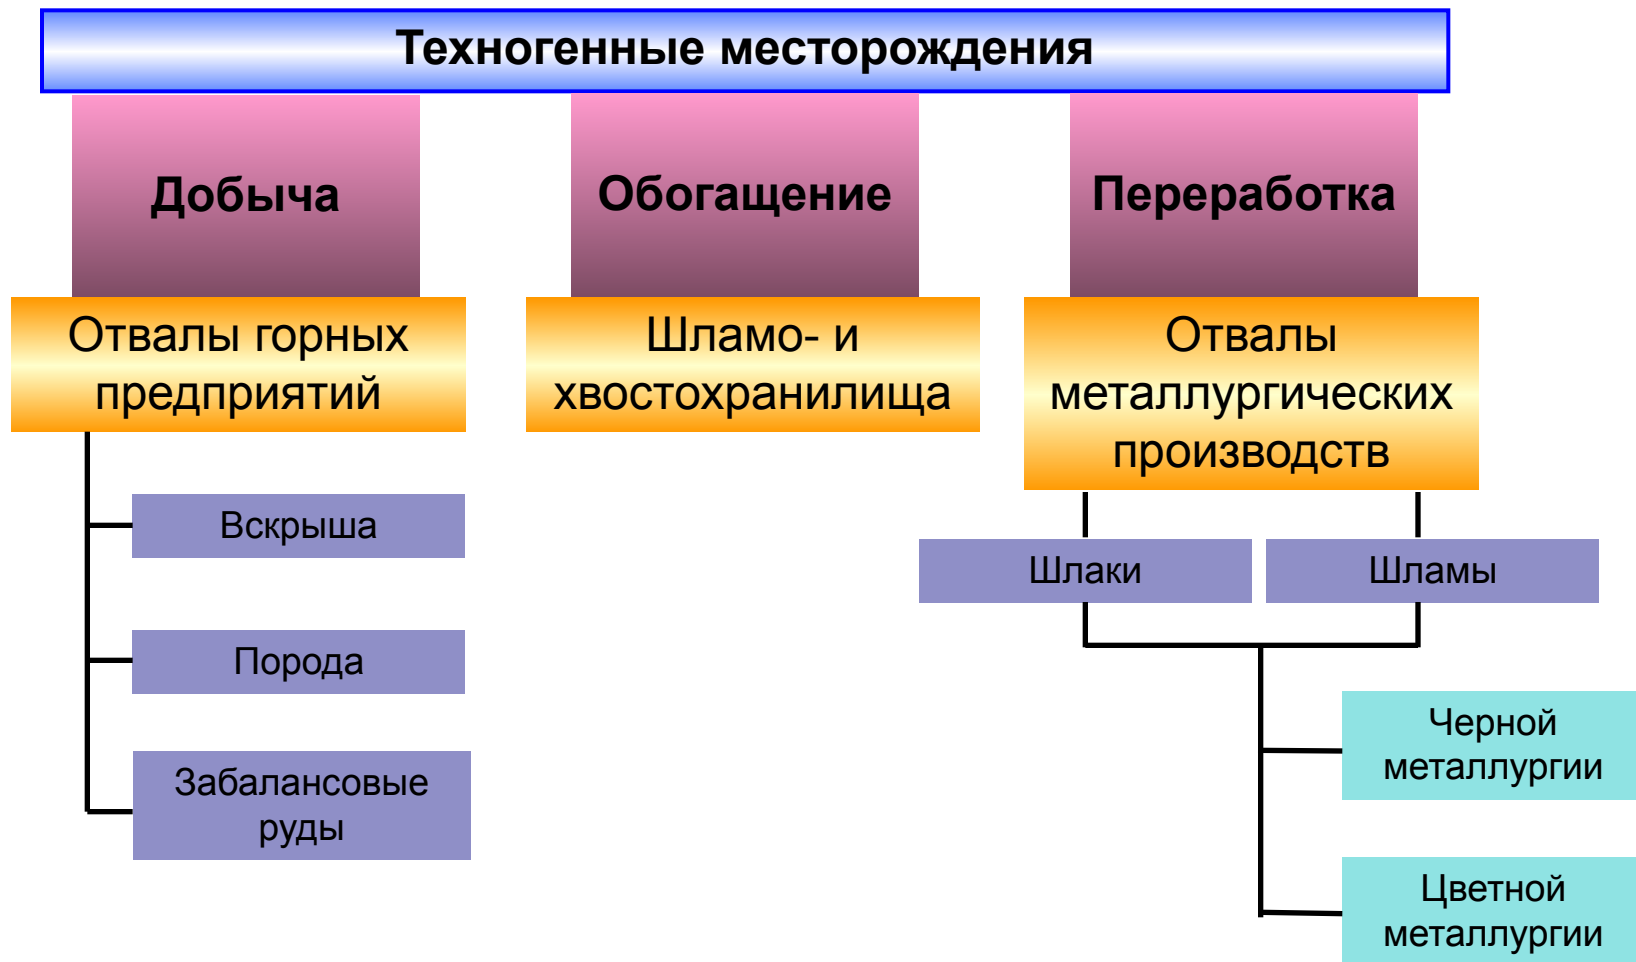 Техногенные месторождения
Добыча
Обогащение
Переработка
Отвалы горных
предприятий
Шламо- и
хвостохранилища
Отвалы
металлургических
производств
Вскрыша
Порода
Забалансовые
руды
Шлаки
Шламы
Черной
металлургии
Цветной
металлургии